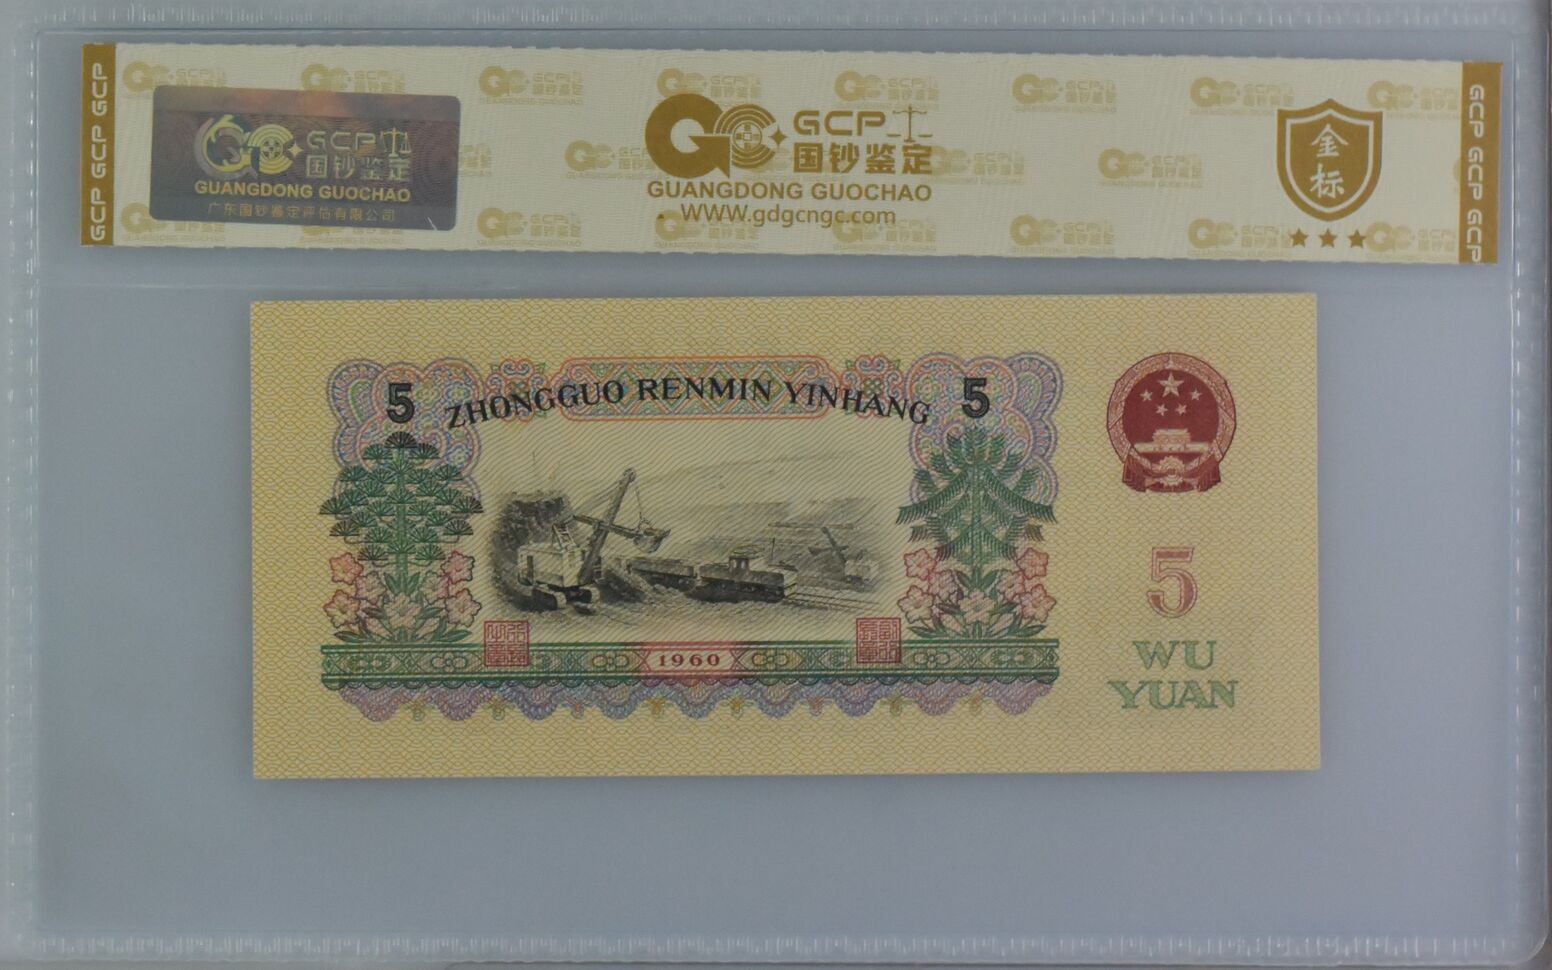 GCP GCP GCP
GCP
国钞鉴定
GUANGDONG GUOCHAO
广东国钞鉴定评估有限公司
GCP
国钞鉴定
GUANGDONG GUOCHAO
WWW.gdgcngc.com
金标
GCP GCP GCP
5
ZHONGGUO RENMIN YINHANG
5
1960
5
WU
YUAN